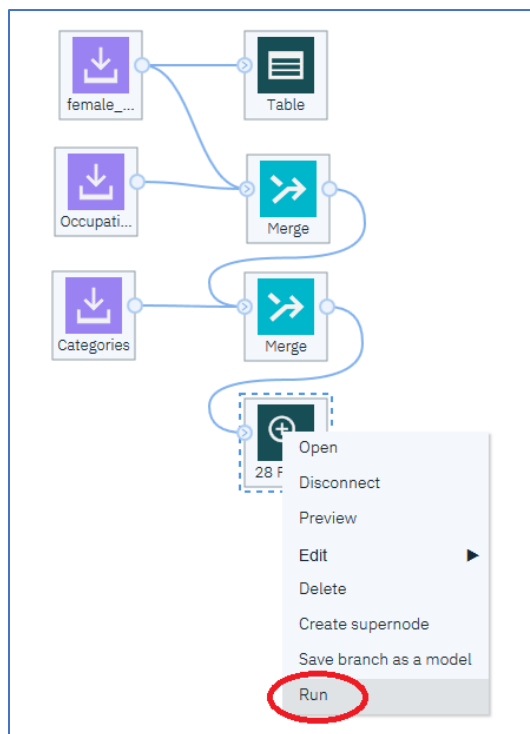 female_...
Table
Occupati...
Merge
Categories
Merge
28 F
Open
Disconnect
Preview
Edit
Delete
Create supernode
Save branch as a model
Run